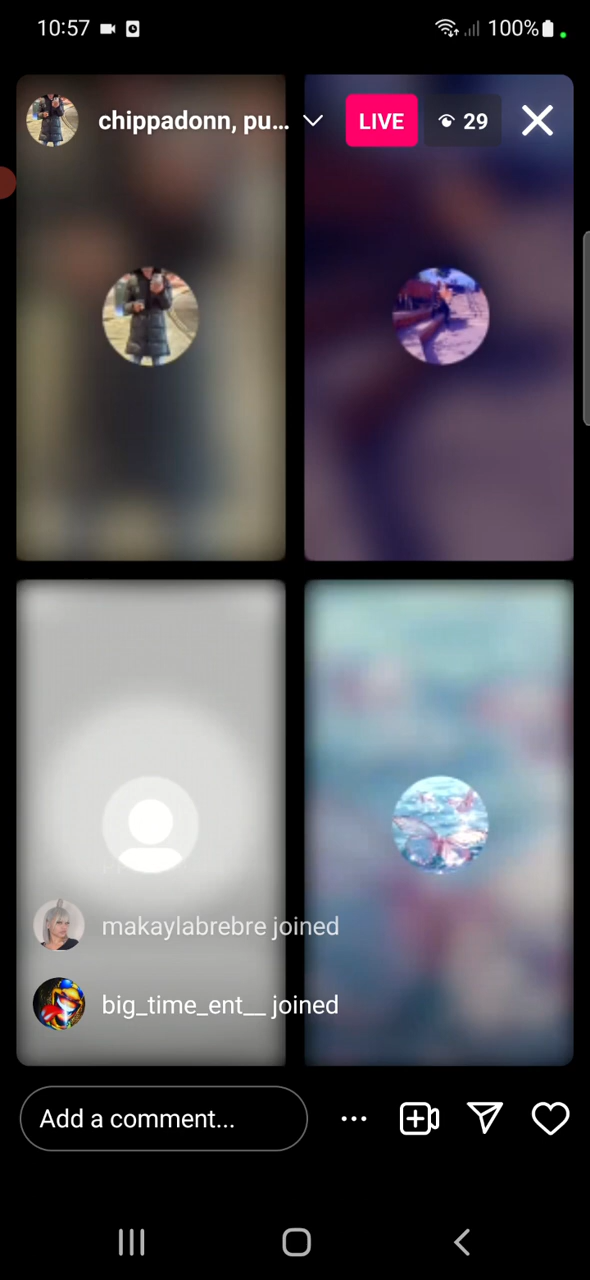 10:57
100%
chippadonn, pu...
LIVE
29
makaylabrebre joined
big_time_ent__ joined
Add a comment...